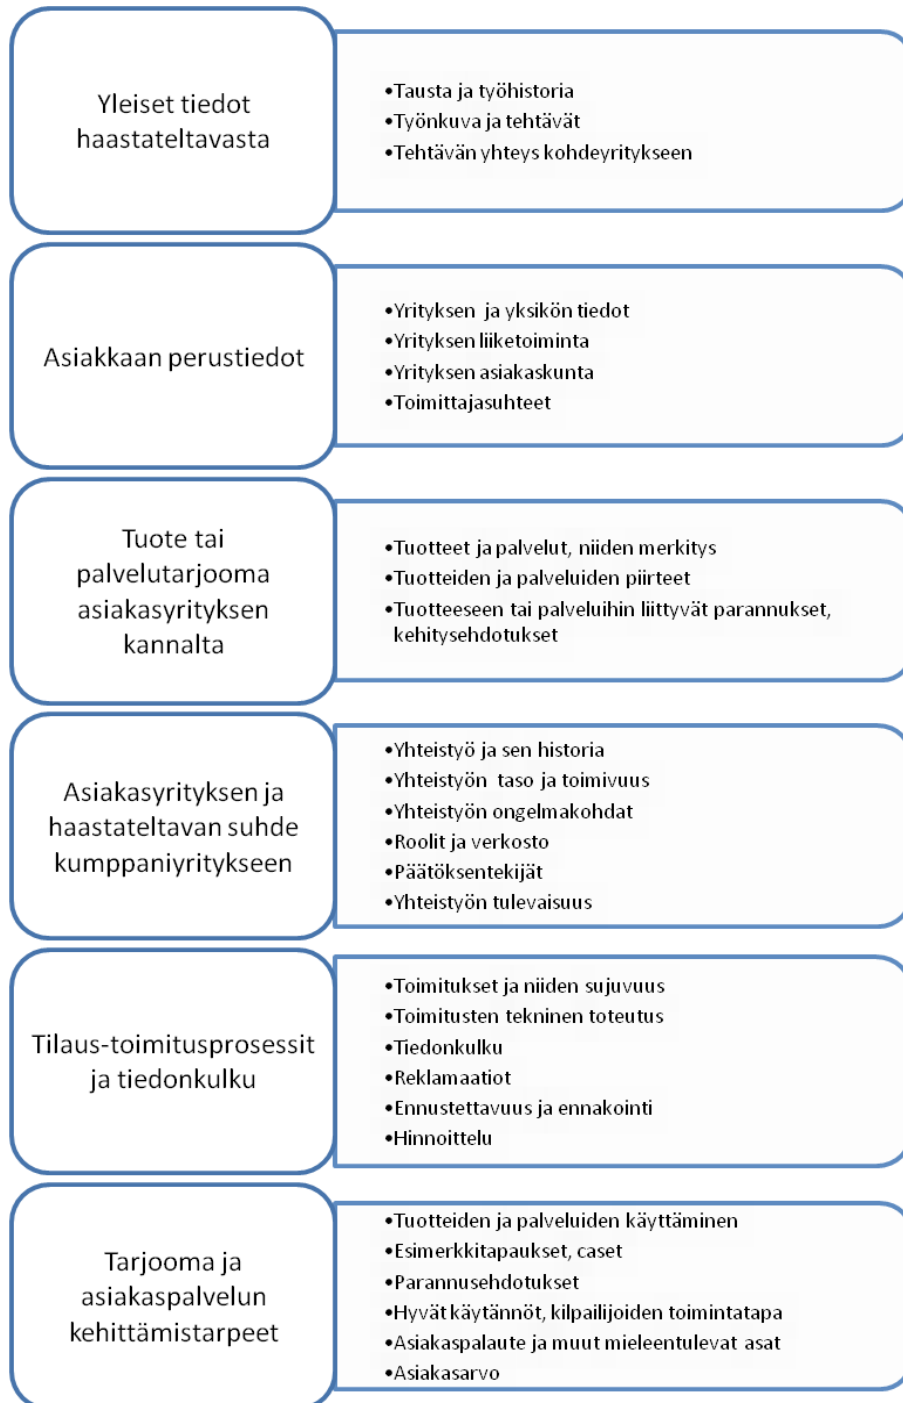 Yleiset tiedot
haastateltavasta
•Tausta ja työhistoria
•Työnkuva ja tehtävät
•Tehtävän yhteys kohdeyritykseen
Asiakkaan perustiedot
•Yrityksen ja yksikön tiedot
•Yrityksen liiketoiminta
•Yrityksen asiakaskunta
•Toimittajasuhteet
Tuote tai
palvelutarjooma
asiakasyrityksen
kannalta
•Tuotteet ja palvelut, niiden merkitys
•Tuotteiden ja palveluiden piirteet
•Tuotteeseen tai palveluihin liittyvät parannukset,
kehitysehdotukset
Asiakasyrityksen ja
haastateltavan suhde
kumppaniyritykseen
•Yhteistyö ja sen historia
•Yhteistyön taso ja toimivuus
•Yhteistyön ongelmakohdat
•Roolit ja verkosto
•Päätöksentekijät
•Yhteistyön tulevaisuus
Tilaus-toimitusprosessit
ja tiedonkulku
•Toimitukset ja niiden sujuvuus
•Toimitusten tekninen toteutus
•Tiedonkulku
•Reklamaatiot
•Ennustettavuus ja ennakointi
•Hinnoittelu
Tarjooma ja
asiakaspalvelun
kehittämistarpeet
•Tuotteiden ja palveluiden käyttäminen
•Esimerkkitapaukset, caset
•Parannusehdotukset
•Hyvät käytännöt, kilpailijoiden toimintatapa
•Asiakaspalaute ja muut mieleentulevat asat
•Asiakasarvo